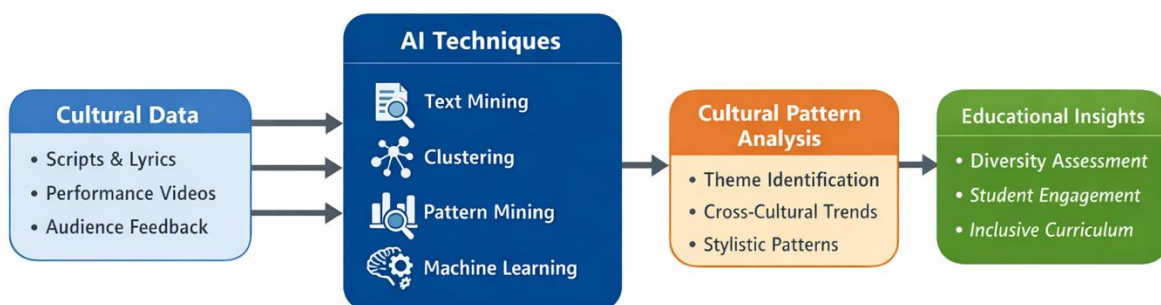 Cultural Data
• Scripts & Lyrics
• Performance Videos
• Audience Feedback
AI Techniques
Text Mining
Clustering
Pattern Mining
Machine Learning
Cultural Pattern
Analysis
• Theme Identification
• Cross-Cultural Trends
• Stylistic Patterns
Educational Insights
• Diversity Assessment
• Student Engagement
• Inclusive Curriculum